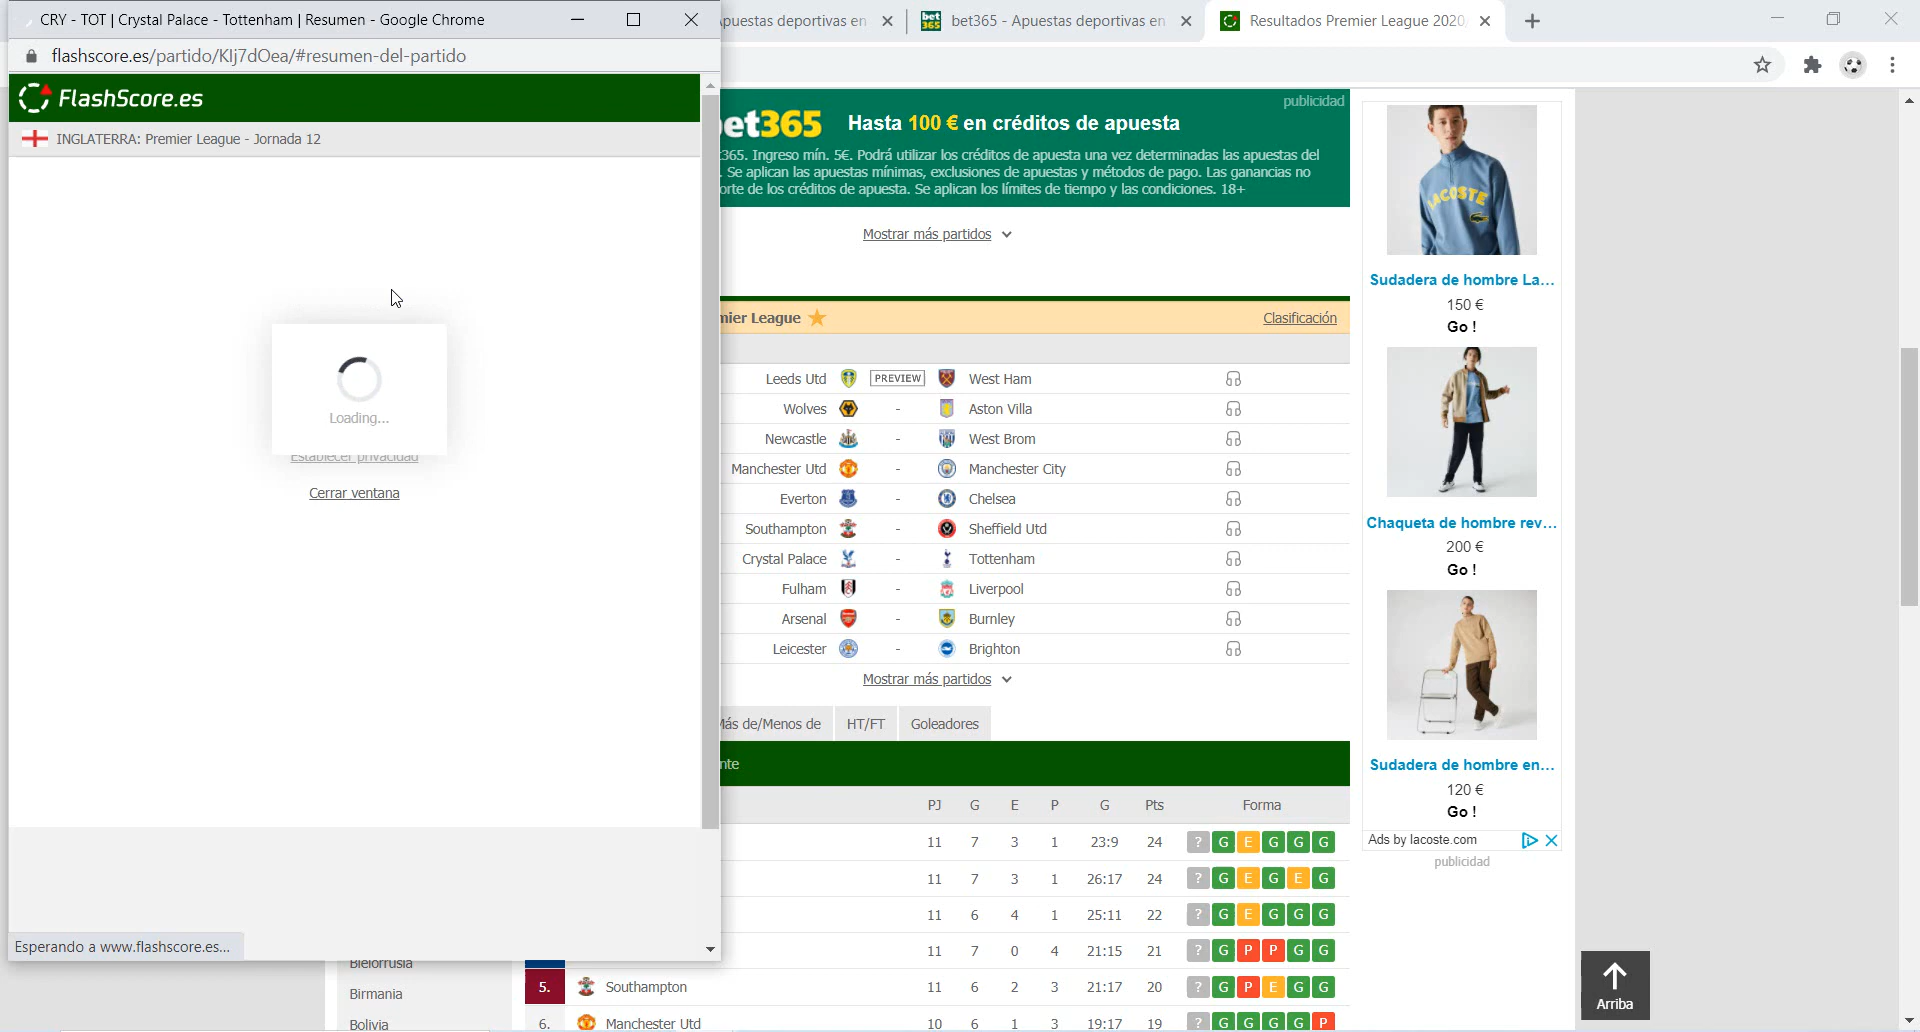 CRY - TOT | Crystal Palace - Tottenham | Resumen - Google Chrome
flashscore.es/partido/Klj7dOea/#resumen-del-partido
FlashScore.es
INGLATERRA: Premier League - Jornada 12
Loading...
Establecer privacidad
Cerrar ventana
Esperando a www.flashscore.es...
puestas deportivas en
bet365 - Apuestas deportivas en
Resultados Premier League 2020
publicidad
bet365 Hasta 100 € en créditos de apuesta
365. Ingreso mín. 5€. Podrá utilizar los créditos de apuesta una vez determinadas las apuestas del
. Se aplican las apuestas mínimas, exclusiones de apuestas y métodos de pago. Las ganancias no
orte de los créditos de apuesta. Se aplican los límites de tiempo y las condiciones. 18+
Mostrar más partidos
mier League Clasificación
Leeds Utd PREVIEW West Ham
Wolves - Aston Villa
Newcastle - West Brom
Manchester Utd - Manchester City
Everton - Chelsea
Southampton - Sheffield Utd
Crystal Palace - Tottenham
Fulham - Liverpool
Arsenal - Burnley
Leicester - Brighton
Mostrar más partidos
Más de/Menos de HT/FT Goleadores
nte
PJ G E P G Pts Forma
11 7 3 1 23:9 24 ? G E G G G
11 7 3 1 26:17 24 ? G E G E G
11 6 4 1 25:11 22 ? G E G G G
11 7 0 4 21:15 21 ? G P P G G
5. Southampton 11 6 2 3 21:17 20 ? G P E G G
6. Manchester Utd 10 6 1 3 19:17 19 ? G G G G P
Bielorrusia
Birmania
Bolivia
LACOSTE
Sudadera de hombre La...
150 €
Go !
Chaqueta de hombre rev...
200 €
Go !
Sudadera de hombre en...
120 €
Go !
Ads by lacoste.com
publicidad
Arriba